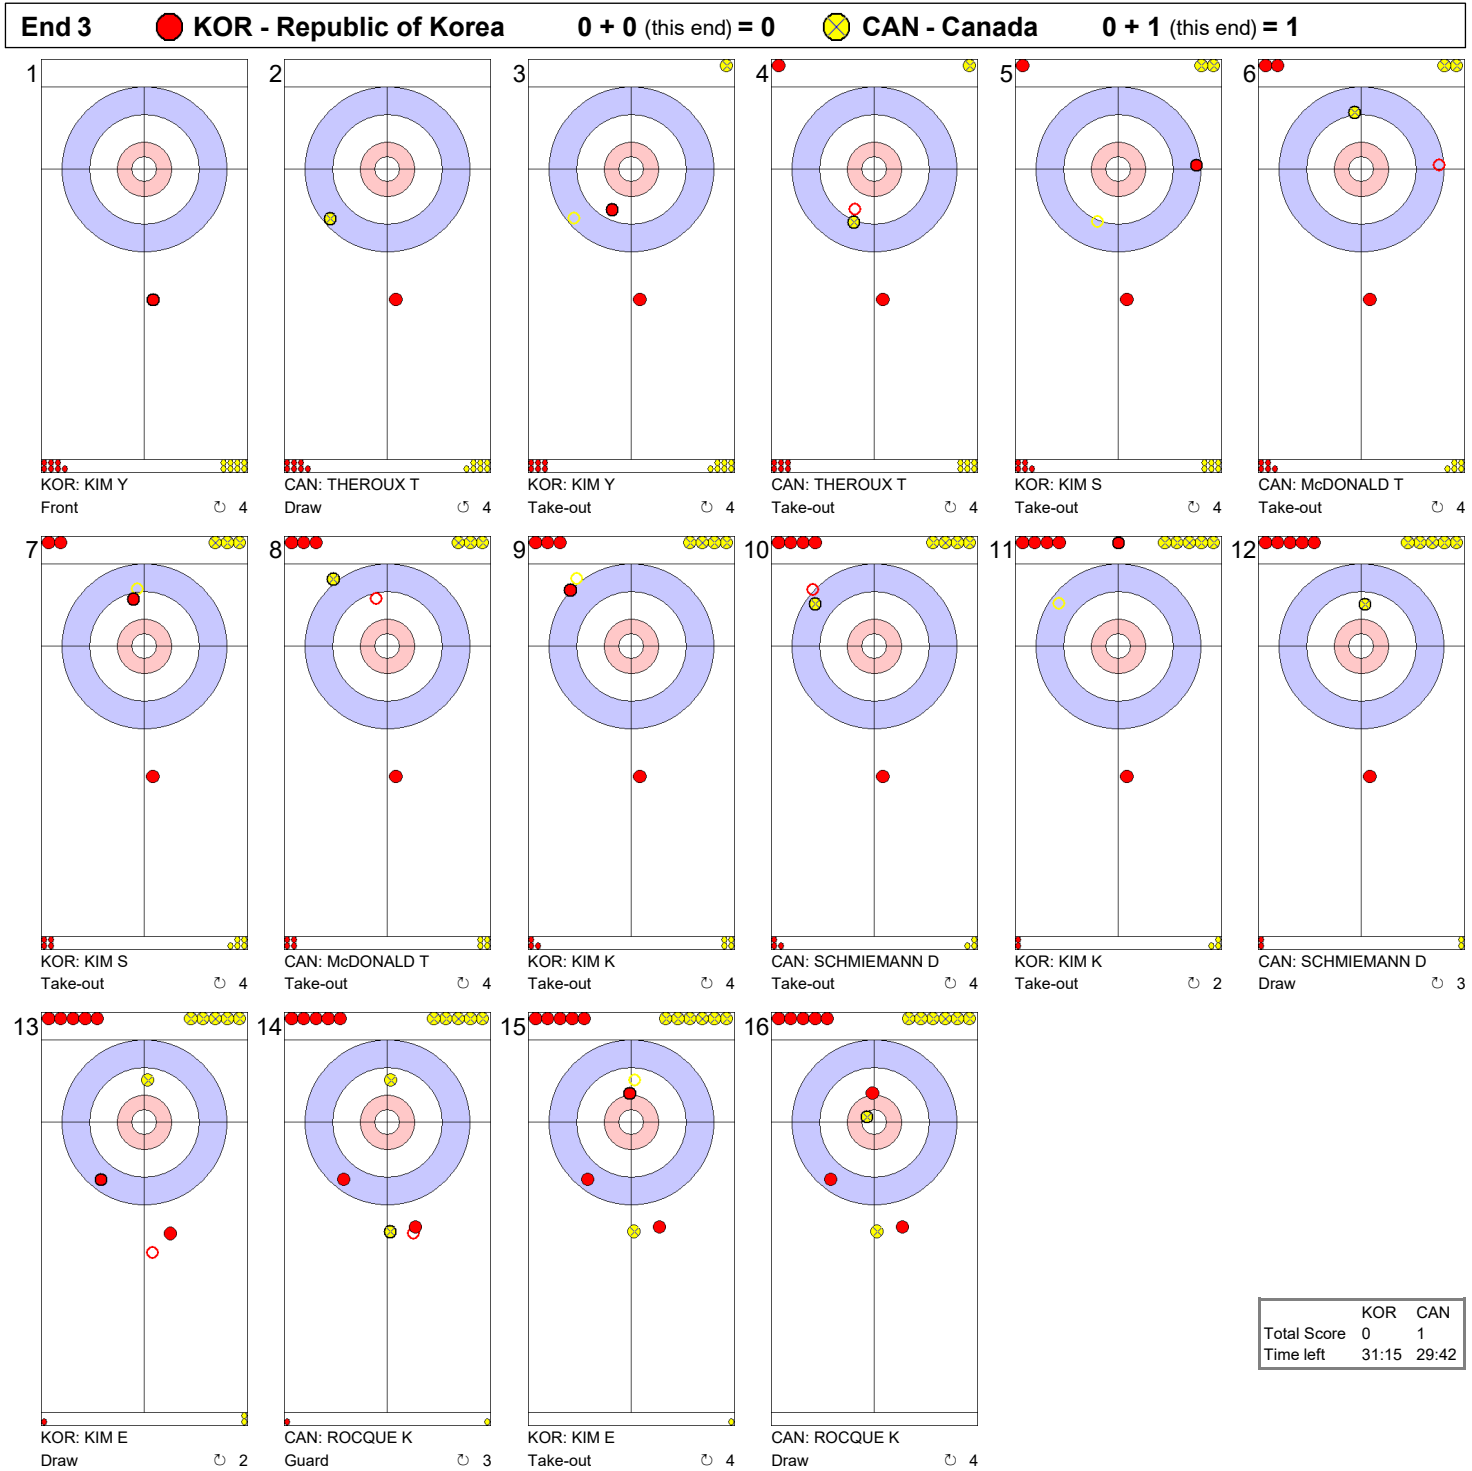 End 3 KOR - Republic of Korea 0 + 0 (this end) = 0 CAN - Canada 0 + 1 (this end) = 1
1 2 3 4 5 6
KOR: KIM Y CAN: THEROUX T KOR: KIM Y CAN: THEROUX T KOR: KIM S CAN: McDONALD T
Front ↻ 4 Draw ↺ 4 Take-out ↻ 4 Take-out ↻ 4 Take-out ↻ 4 Take-out ↻ 4
7 8 9 10 11 12
KOR: KIM S CAN: McDONALD T KOR: KIM K CAN: SCHMIEMANN D KOR: KIM K CAN: SCHMIEMANN D
Take-out ↻ 4 Take-out ↻ 4 Take-out ↻ 4 Take-out ↻ 4 Take-out ↻ 2 Draw ↻ 3
13 14 15 16
KOR: KIM E CAN: ROCQUE K KOR: KIM E CAN: ROCQUE K
Draw ↻ 2 Guard ↻ 3 Take-out ↻ 4 Draw ↻ 4
KOR CAN
Total Score 0 1
Time left 31:15 29:42